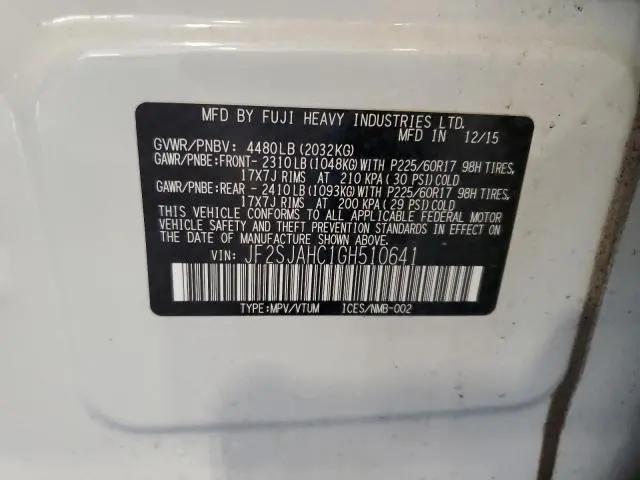 MFD BY FUJI HEAVY INDUSTRIES LTD.
MFD IN 12/15
GVWR/PNBV: 4480LB(2032KG)
GAWR/PNBE:FRONT- 2310LB(1048KG)WITH P225/60R17 98H TIRES,
17X7J RIMS AT 210 KPA(30 PSI)COLD
GAWR/PNBE:REAR - 2410LB(1093KG)WITH P225/60R17 98H TIRES,
17X7J RIMS AT 200 KPA(29 PSI)COLD
THIS VEHICLE CONFORMS TO ALL APPLICABLE FEDERAL MOTOR
VEHICLE SAFETY AND THEFT PREVENTION STANDARDS IN EFFECT
ON THE DATE OF MANUFACTURE SHOWN ABOVE.
VIN: JF2SJAHC1GH510641
TYPE:MPV/VTUM ICES/NMB-002